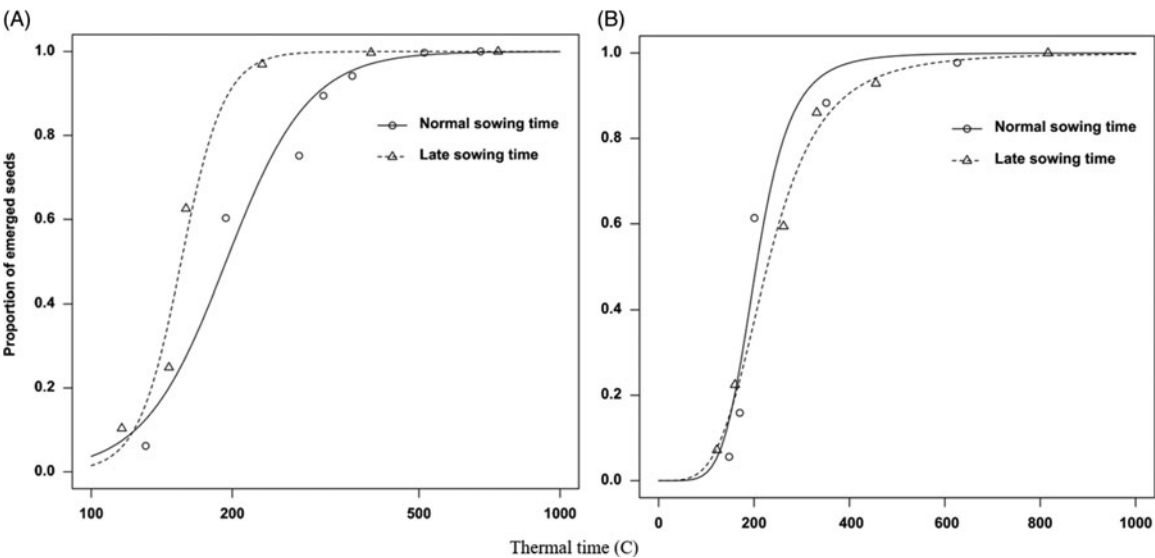 (A)
1.0
0.8
0.6
0.4
0.2
0.0
Proportion of emerged seeds
Normal sowing time
Late sowing time
100
200
500
1000
(B)
1.0
0.8
0.6
0.4
0.2
0.0
Normal sowing time
Late sowing time
0
200
400
600
800
1000
Thermal time (C)